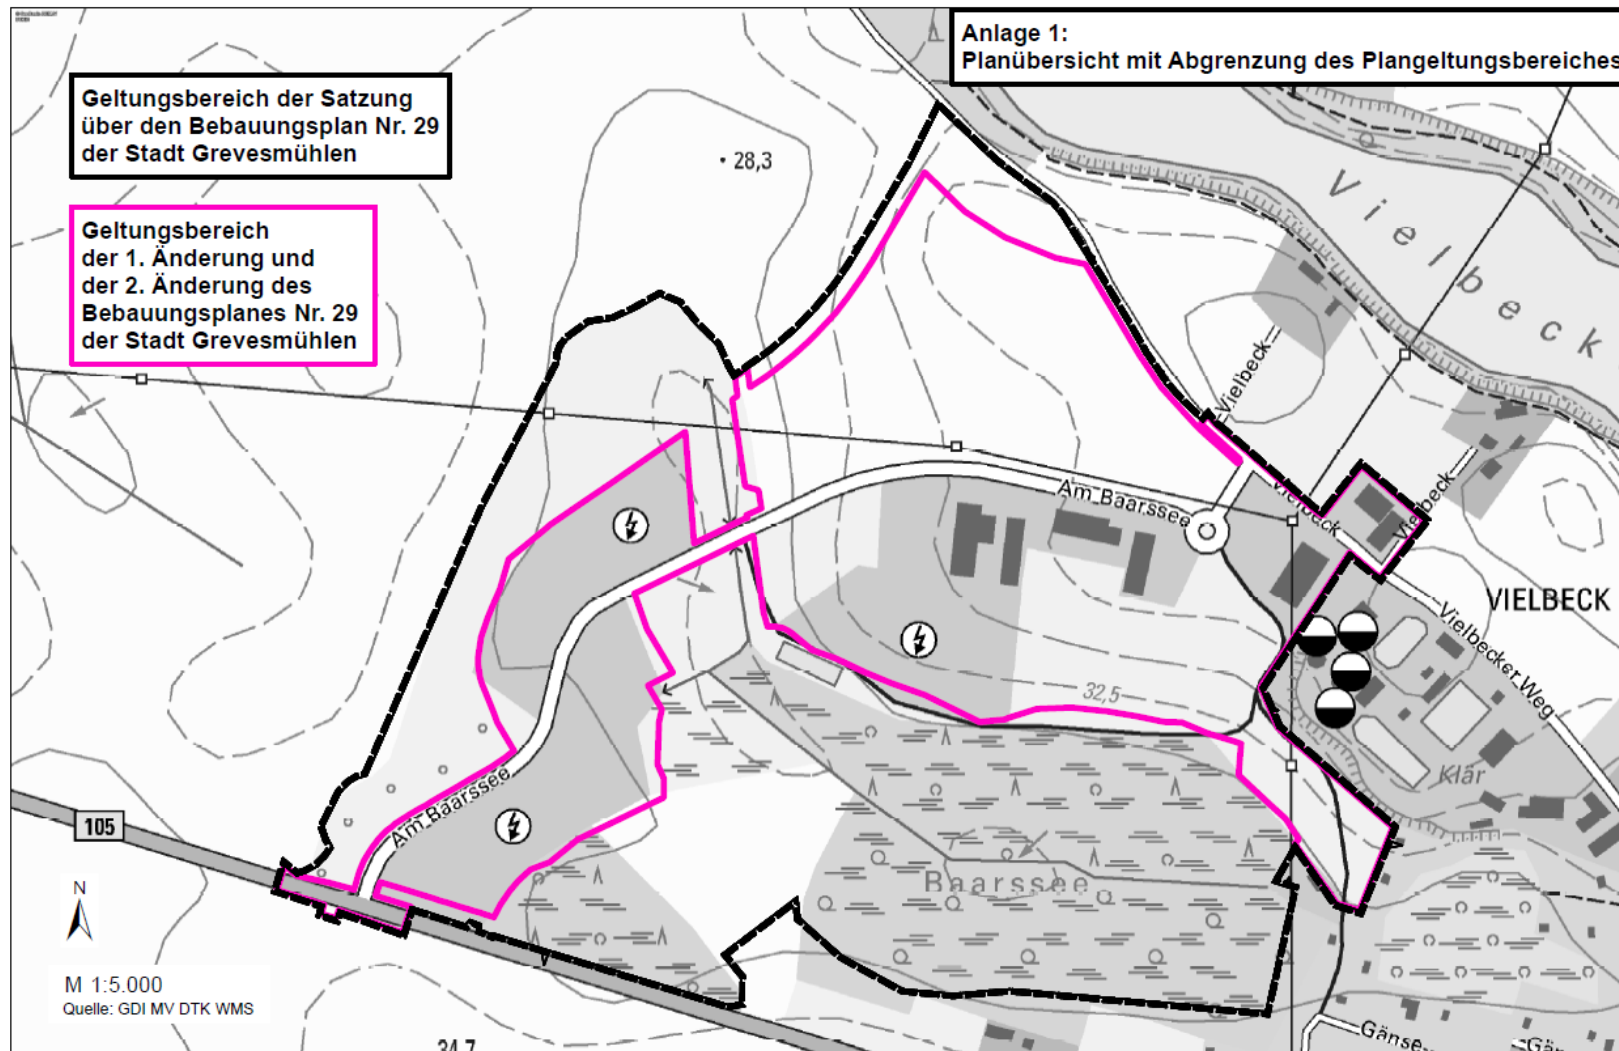 Anlage 1:
Planübersicht mit Abgrenzung des Plangeltungsbereiches
Geltungsbereich der Satzung
über den Bebauungsplan Nr. 29
der Stadt Grevesmühlen
Geltungsbereich
der 1. Änderung und
der 2. Änderung des
Bebauungsplanes Nr. 29
der Stadt Grevesmühlen
28,3
Vielbeck
Vielbeck
Vielbeck
Vielbeck
Am Baarssee
VIELBECK
Vielbecker Weg
32,5
Klär
Am Baarssee
105
Baarssee
N
M 1:5.000
Quelle: GDI MV DTK WMS
34,7
Gänse
Gän